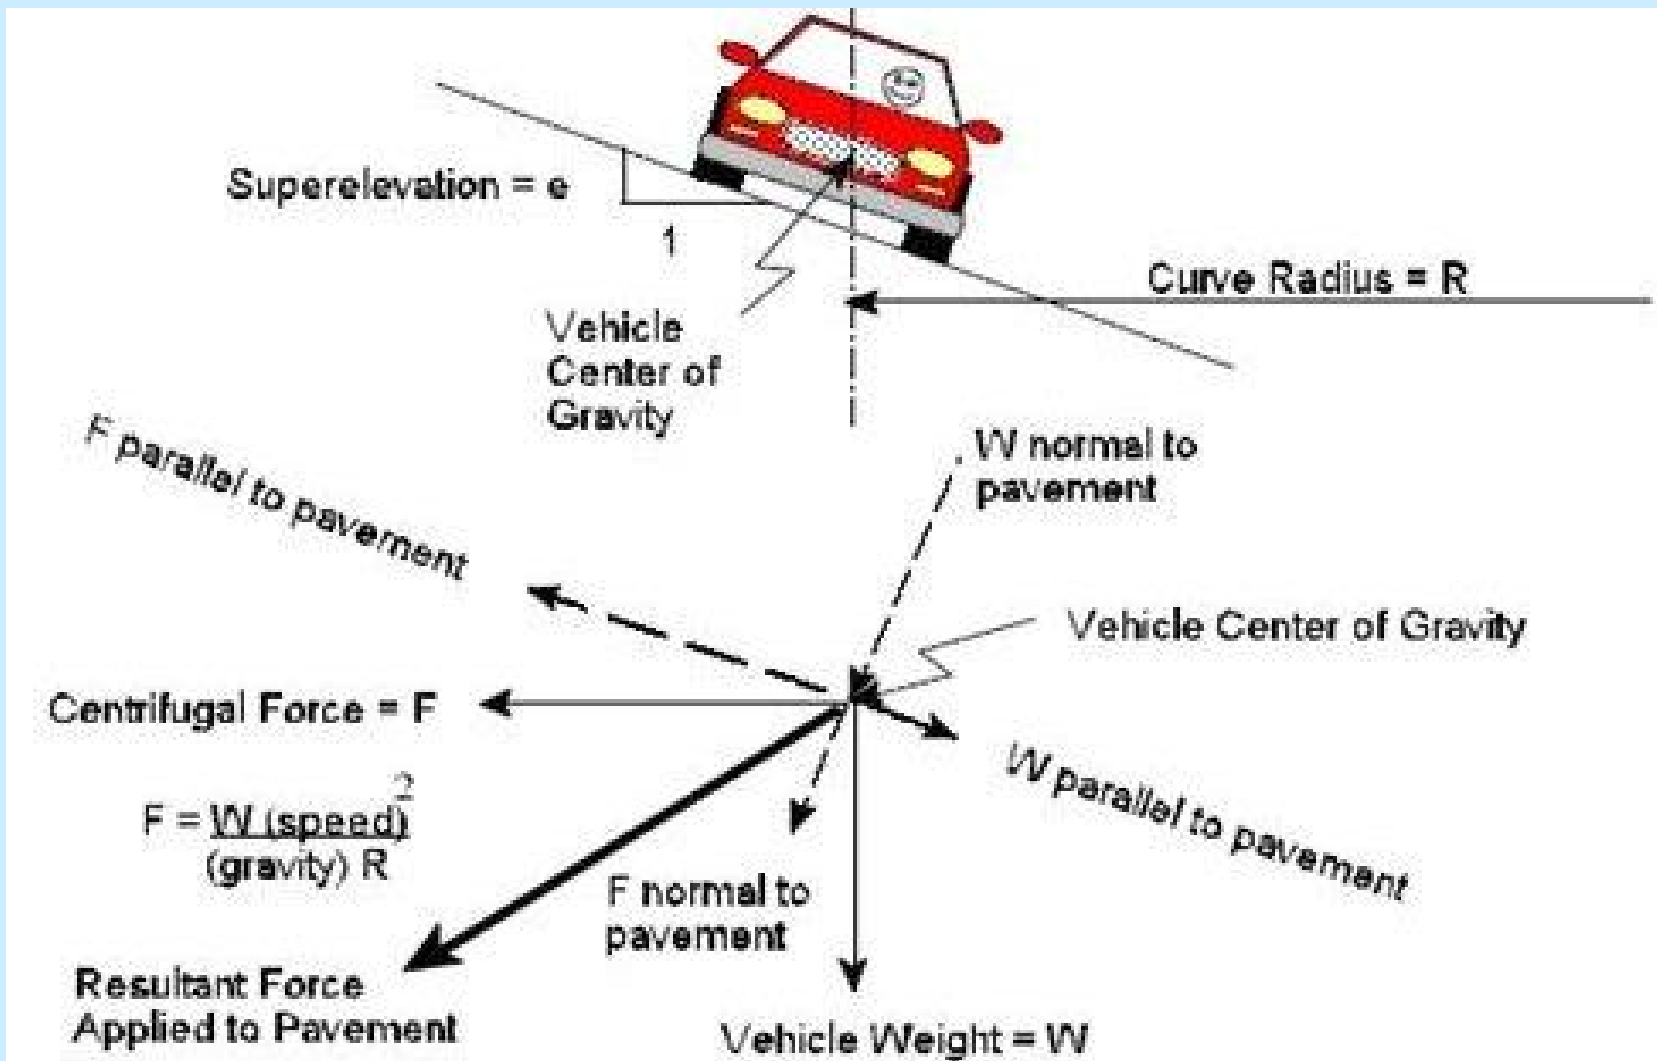 Superelevation = e
1
Curve Radius = R
Vehicle
Center of
Gravity
F parallel to pavement
W normal to
pavement
Vehicle Center of Gravity
Centrifugal Force = F
W parallel to pavement
F = W (speed)²
(gravity) R
F normal to
pavement
Resultant Force
Applied to Pavement
Vehicle Weight = W